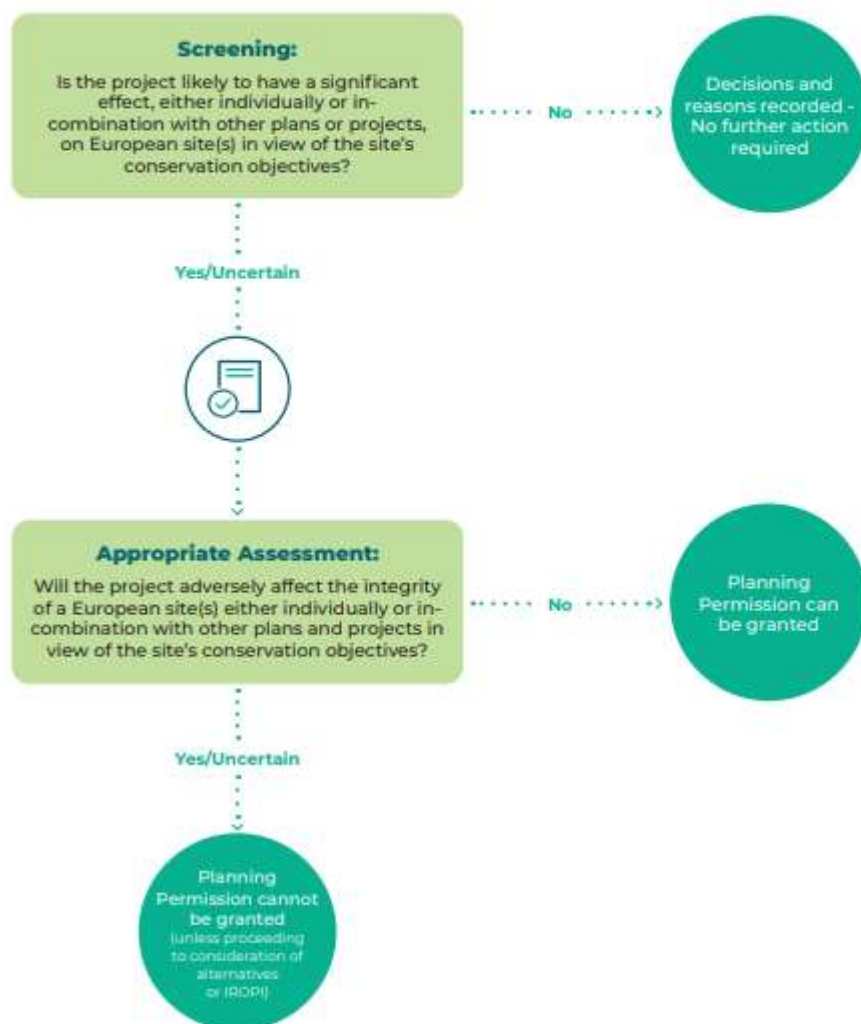 Screening:
Is the project likely to have a significant
effect, either individually or in-
combination with other plans or projects,
on European site(s) in view of the site's
conservation objectives?
No
Decisions and
reasons recorded -
No further action
required
Yes/Uncertain
Appropriate Assessment:
Will the project adversely affect the integrity
of a European site(s) either individually or in-
combination with other plans and projects in
view of the site's conservation objectives?
No
Planning
Permission can
be granted
Yes/Uncertain
Planning
Permission cannot
be granted
(unless proceeding
to consideration of
alternatives
or IROPI)